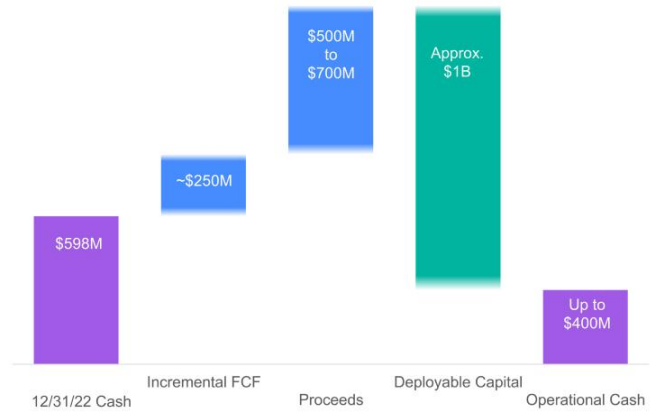 $500M
to
$700M
Approx.
$1B
~$250M
$598M
Up to
$400M
12/31/22 Cash
Incremental FCF
Proceeds
Deployable Capital
Operational Cash